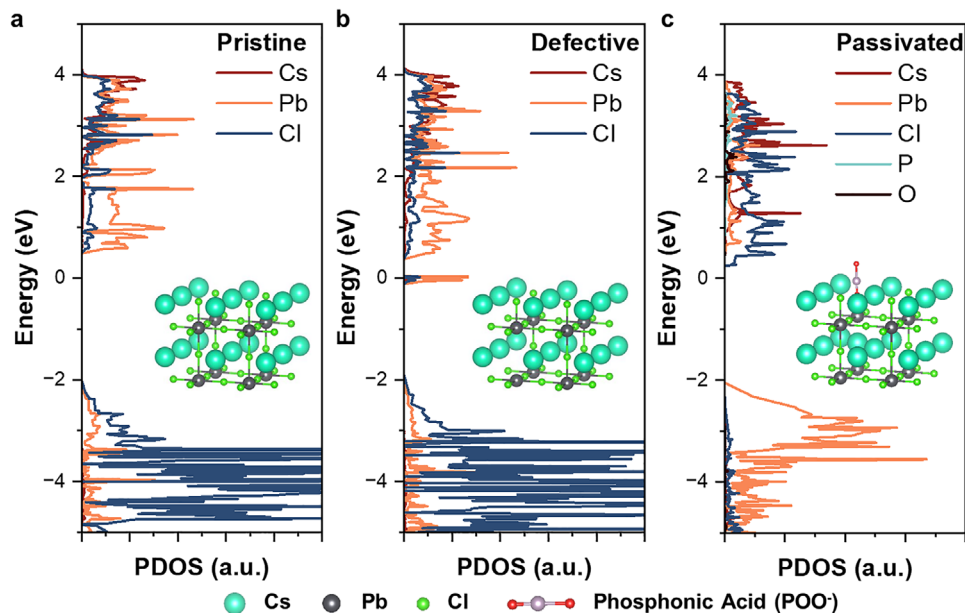 a
Pristine
Cs
Pb
Cl
4
2
0
−2
−4
Energy (eV)
PDOS (a.u.)
b
Defective
Cs
Pb
Cl
4
2
0
−2
−4
Energy (eV)
PDOS (a.u.)
c
Passivated
Cs
Pb
Cl
P
O
4
2
0
−2
−4
Energy (eV)
PDOS (a.u.)
Cs Pb Cl Phosphonic Acid (POO⁻)